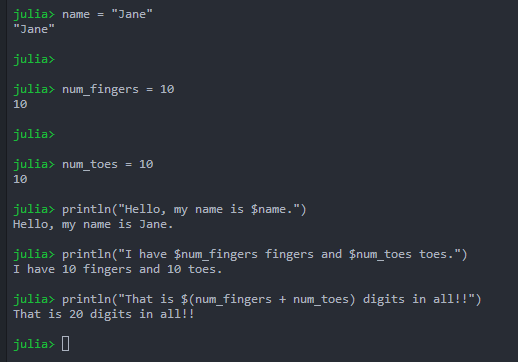 julia> name = "Jane"
"Jane"
julia>
julia> num_fingers = 10
10
julia>
julia> num_toes = 10
10
julia> println("Hello, my name is $name.")
Hello, my name is Jane.
julia> println("I have $num_fingers fingers and $num_toes toes.")
I have 10 fingers and 10 toes.
julia> println("That is $(num_fingers + num_toes) digits in all!!")
That is 20 digits in all!!
julia>